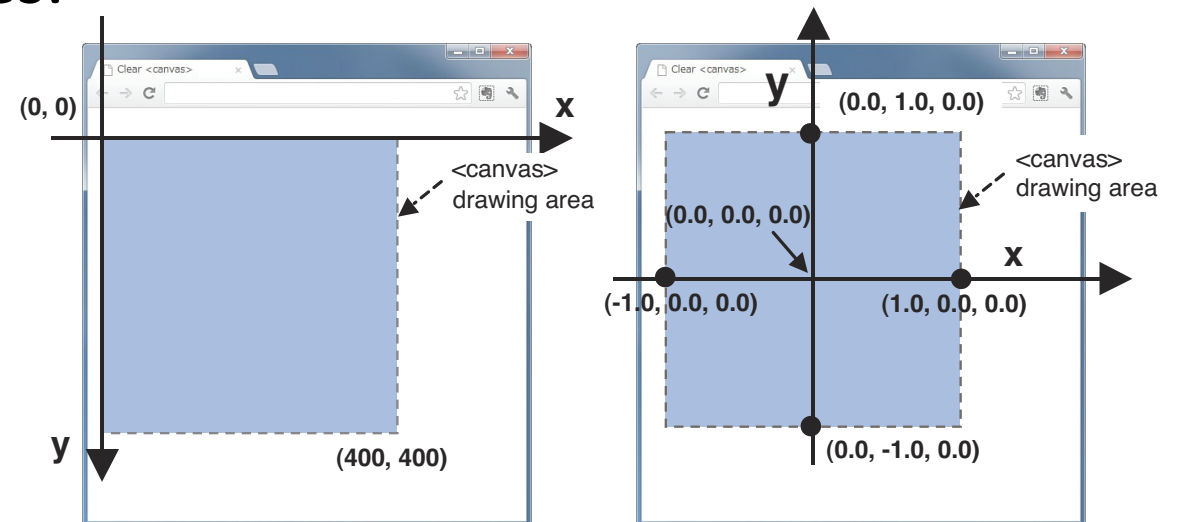 Clear <canvas>
(0, 0)
x
<canvas>
drawing area
y
(400, 400)
Clear <canvas>
y
(0.0, 1.0, 0.0)
<canvas>
drawing area
(0.0, 0.0, 0.0)
x
(-1.0, 0.0, 0.0)
(1.0, 0.0, 0.0)
(0.0, -1.0, 0.0)